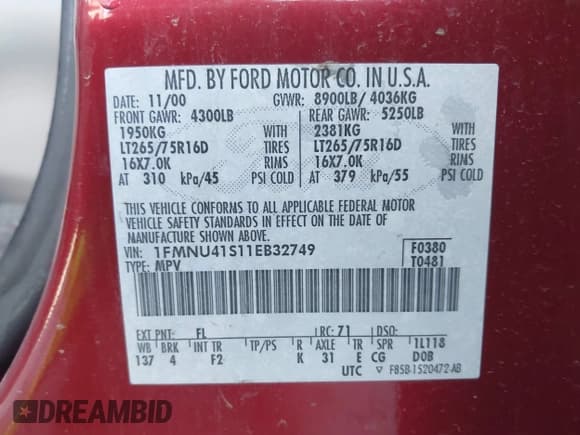 MFD. BY FORD MOTOR CO. IN U.S.A.
DATE: 11/00 GVWR: 8900LB/ 4036KG
FRONT GAWR: 4300LB REAR GAWR: 5250LB
1950KG WITH 2381KG WITH
LT265/75R16D TIRES LT265/75R16D TIRES
16X7.0K RIMS 16X7.0K RIMS
AT 310 kPa/45 PSI COLD AT 379 kPa/55 PSI COLD
THIS VEHICLE CONFORMS TO ALL APPLICABLE FEDERAL MOTOR
VEHICLE SAFETY STANDARDS IN EFFECT ON THE DATE OF
MANUFACTURE SHOWN ABOVE.
VIN: 1FMNU41S11EB32749 F0380
TYPE: MPV T0481
EXT PNT: FL RC: 71 DSO:
WB BRK INT TR TP/PS R AXLE TR SPR 1L118
137 4 F2 K 31 E CG DOB
UTC ▽ F85B-1520472-AB
DREAMBID